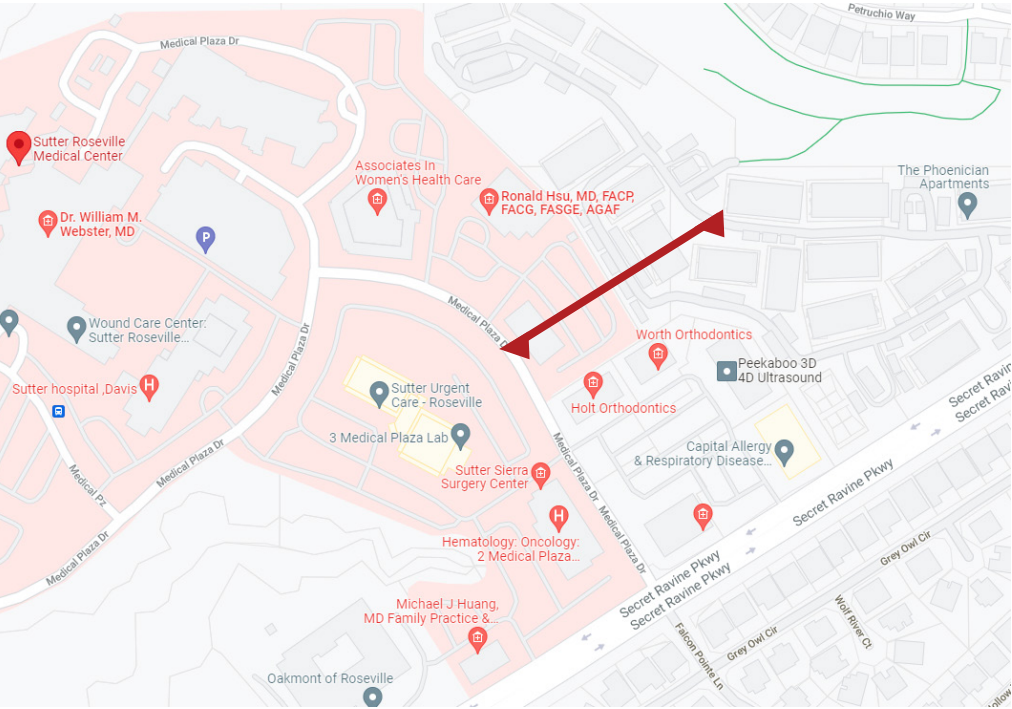 Petruchio Way
Medical Plaza Dr
Sutter Roseville
Medical Center
Associates In
Women's Health Care
The Phoenician
Apartments
Ronald Hsu, MD, FACP,
FACG, FASGE, AGAF
Dr. William M.
Webster, MD
P
Medical Plaza Dr
Wound Care Center:
Sutter Roseville...
Medical Plaza Dr
Worth Orthodontics
Peekaboo 3D
4D Ultrasound
Sutter hospital ,Davis
H
Sutter Urgent
Care - Roseville
Holt Orthodontics
Secret Ravin
Secret Ravi
3 Medical Plaza Lab
Medical Plaza Dr
Capital Allergy
& Respiratory Disease...
Medical Plaza Dr
Sutter Sierra
Surgery Center
Medical Pz
Secret Ravine Pkwy
H
Medical Plaza Dr
Hematology: Oncology:
2 Medical Plaza...
Medical Plaza Dr
Grey Owl Cir
Secret Ravine Pkwy
Secret Ravine Pkwy
Michael J Huang,
MD Family Practice &...
Wolf River Ct
Grey Owl Cir
Falcon Pointe Ln
Oakmont of Roseville